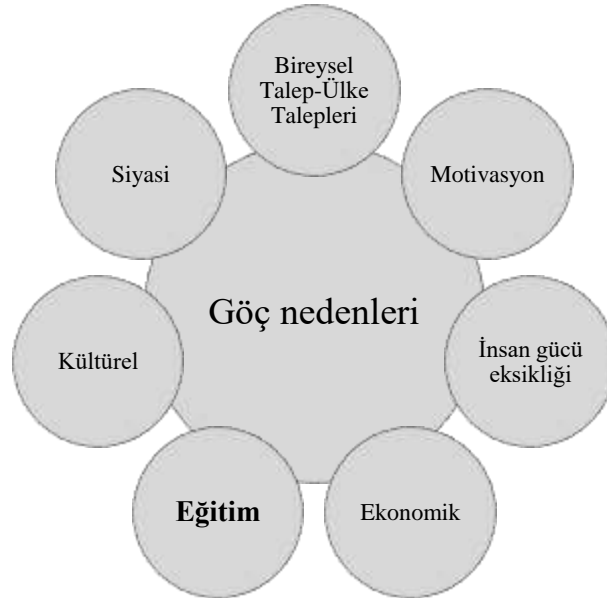 Bireysel
Talep-Ülke
Talepleri
Siyasi
Motivasyon
Göç nedenleri
Kültürel
İnsan gücü
eksikliği
Eğitim
Ekonomik